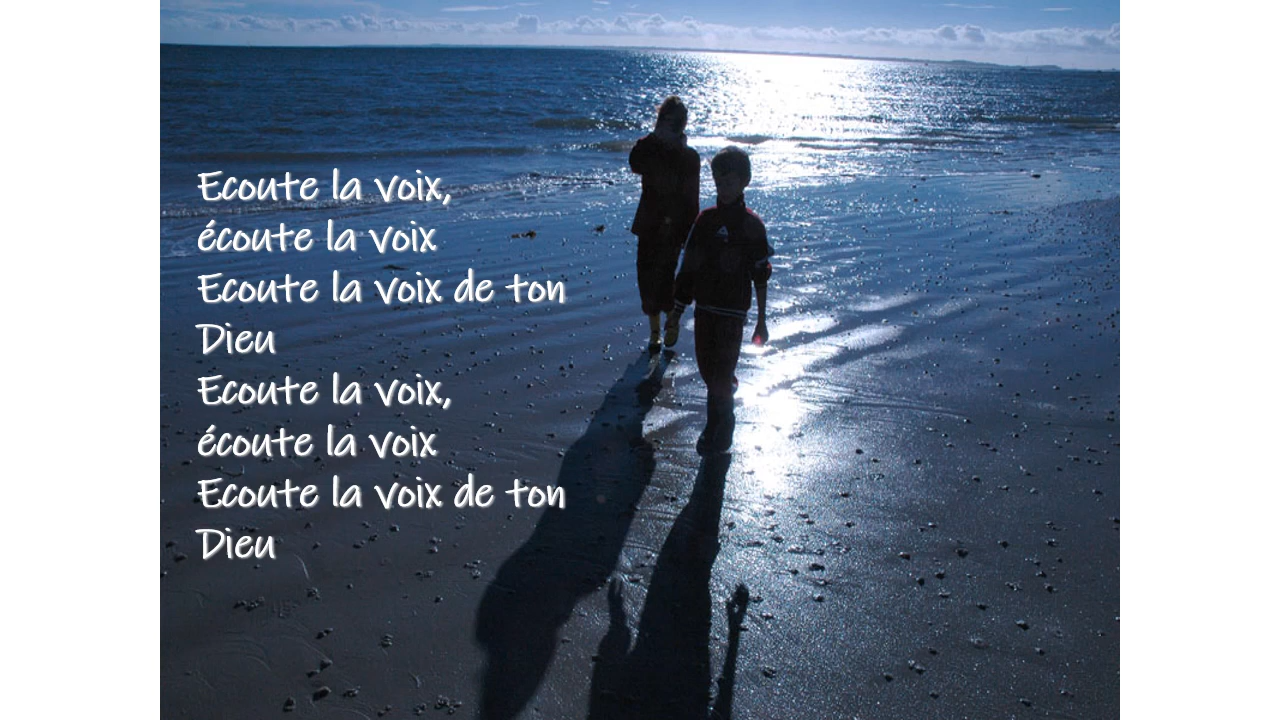 Ecoute la voix,
écoute la voix
Ecoute la voix de ton
Dieu
Ecoute la voix,
écoute la voix
Ecoute la voix de ton
Dieu